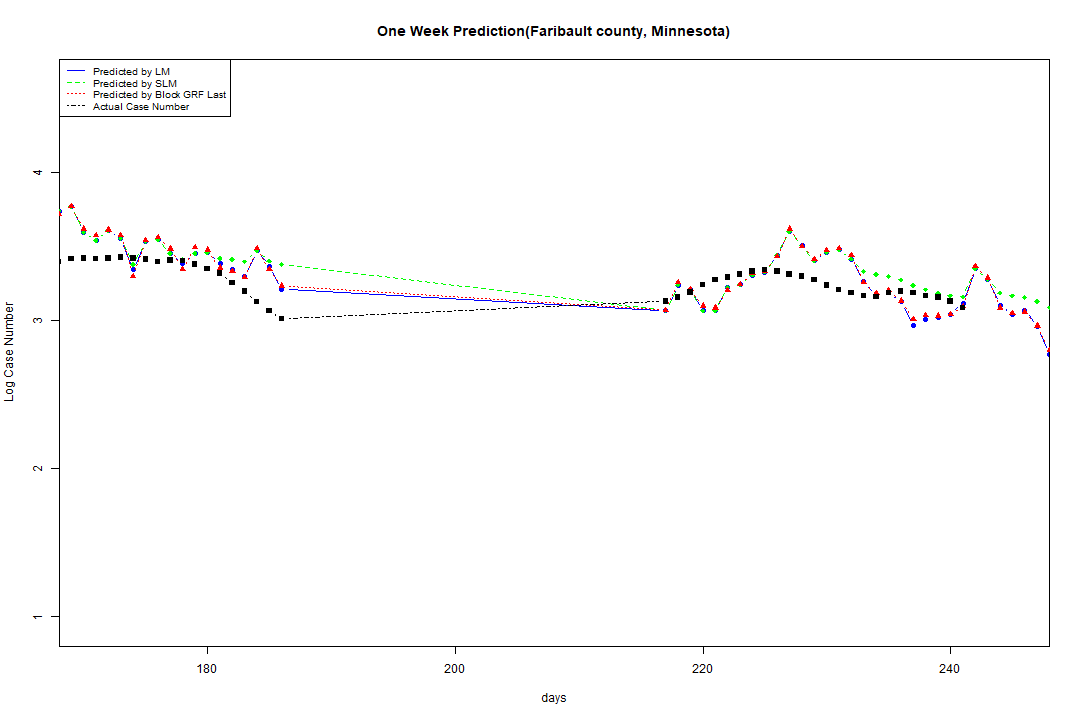 One Week Prediction(Faribault county, Minnesota)
Predicted by LM
Predicted by SLM
Predicted by Block GRF Last
Actual Case Number
4
3
2
1
Log Case Number
180
200
220
240
days